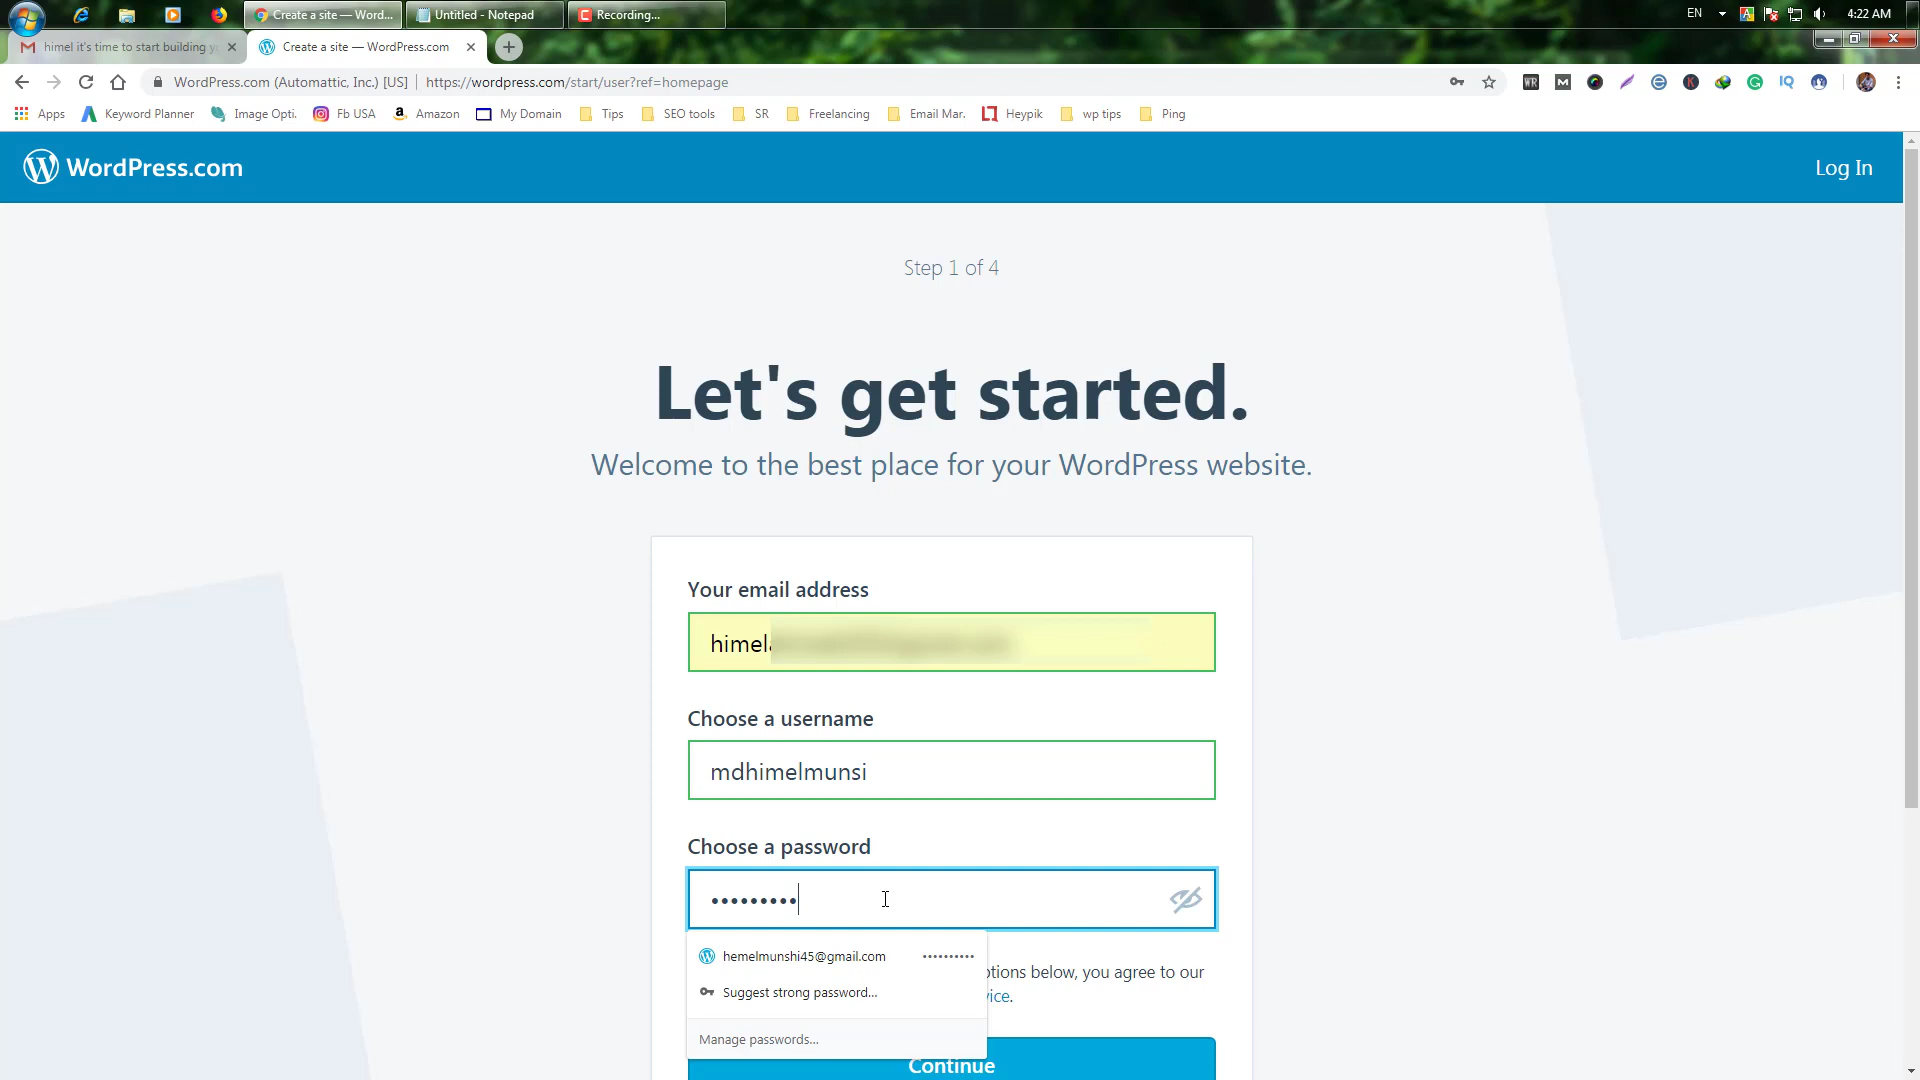 Create a site — Word...
Untitled - Notepad
Recording...
EN
4:22 AM
himel it's time to start building y
Create a site — WordPress.com
WordPress.com (Automattic, Inc.) [US]
https://wordpress.com/start/user?ref=homepage
Apps
Keyword Planner
Image Opti.
Fb USA
Amazon
My Domain
Tips
SEO tools
SR
Freelancing
Email Mar.
Heypik
wp tips
Ping
WordPress.com
Log In
Step 1 of 4
Let's get started.
Welcome to the best place for your WordPress website.
Your email address
himel
Choose a username
mdhimelmunsi
Choose a password
•••••••••
hemelmunshi45@gmail.com ••••••••••
Suggest strong password...
Manage passwords...
options below, you agree to our
Continue